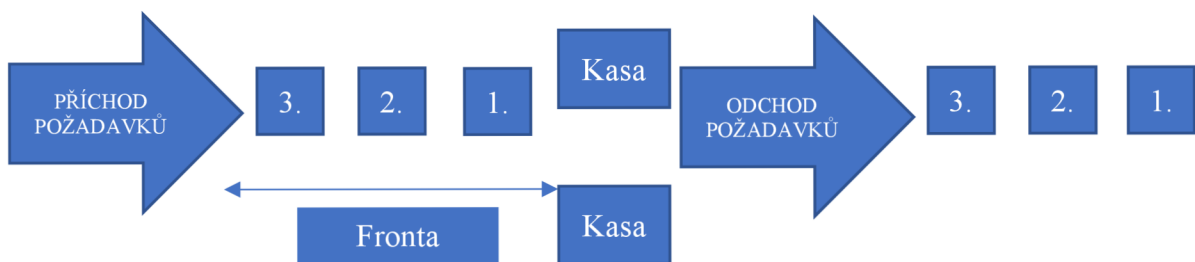 PŘÍCHOD
POŽADAVKŮ
3.
2.
1.
Kasa
Kasa
Fronta
ODCHOD
POŽADAVKŮ
3.
2.
1.